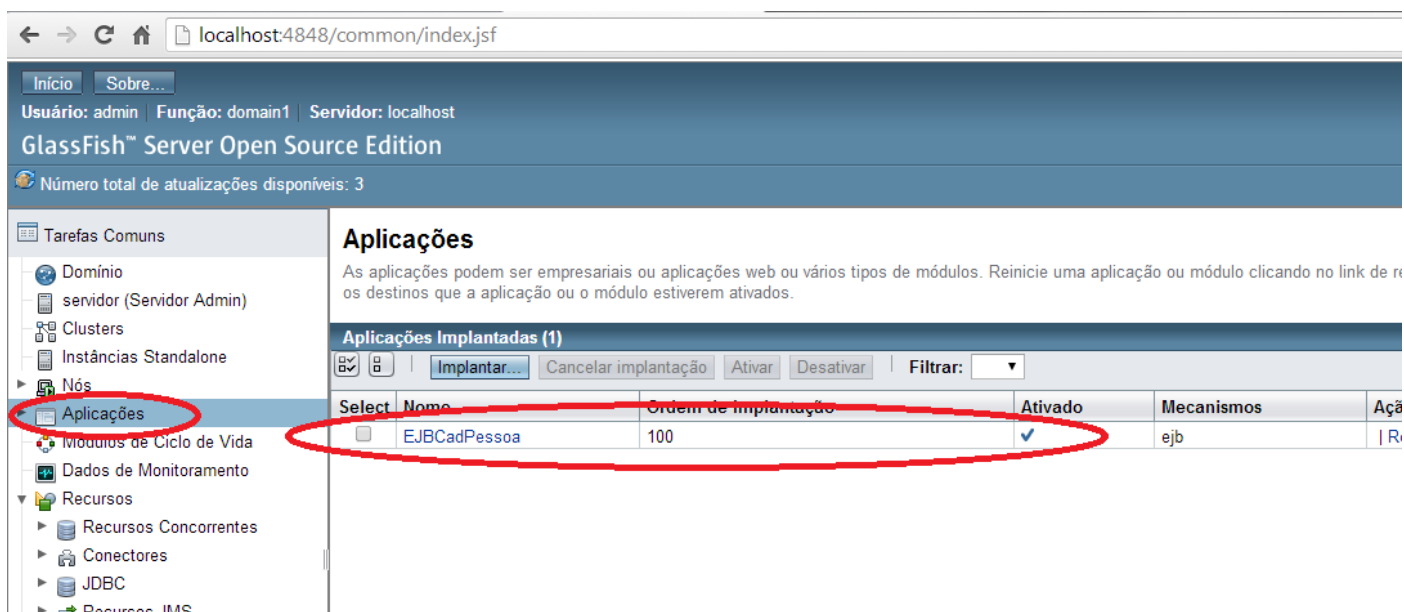 localhost:4848/common/index.jsf
Início Sobre...
Usuário: admin Função: domain1 Servidor: localhost
GlassFish™ Server Open Source Edition
Número total de atualizações disponíveis: 3
Tarefas Comuns
Domínio
servidor (Servidor Admin)
Clusters
Instâncias Standalone
Nós
Aplicações
Módulos de Ciclo de Vida
Dados de Monitoramento
Recursos
Recursos Concorrentes
Conectores
JDBC
Recursos JMS
Aplicações
As aplicações podem ser empresariais ou aplicações web ou vários tipos de módulos. Reinicie uma aplicação ou módulo clicando no link de re
os destinos que a aplicação ou o módulo estiverem ativados.
Aplicações Implantadas (1)
Implantar... Cancelar implantação Ativar Desativar Filtrar:
Select Nome Ordem de Implantação Ativado Mecanismos Açã
EJBCadPessoa 100 ejb | Re